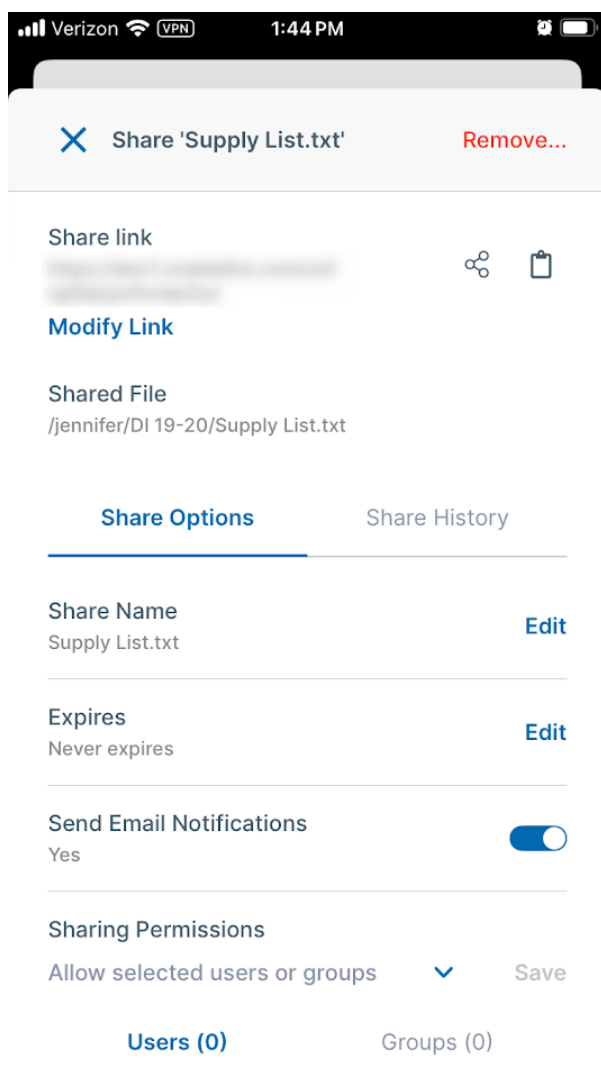 Verizon VPN 1:44 PM
Share 'Supply List.txt' Remove...
Share link
Modify Link
Shared File
/jennifer/DI 19-20/Supply List.txt
Share Options Share History
Share Name
Edit
Supply List.txt
Expires
Edit
Never expires
Send Email Notifications
Yes
Sharing Permissions
Allow selected users or groups Save
Users (0) Groups (0)